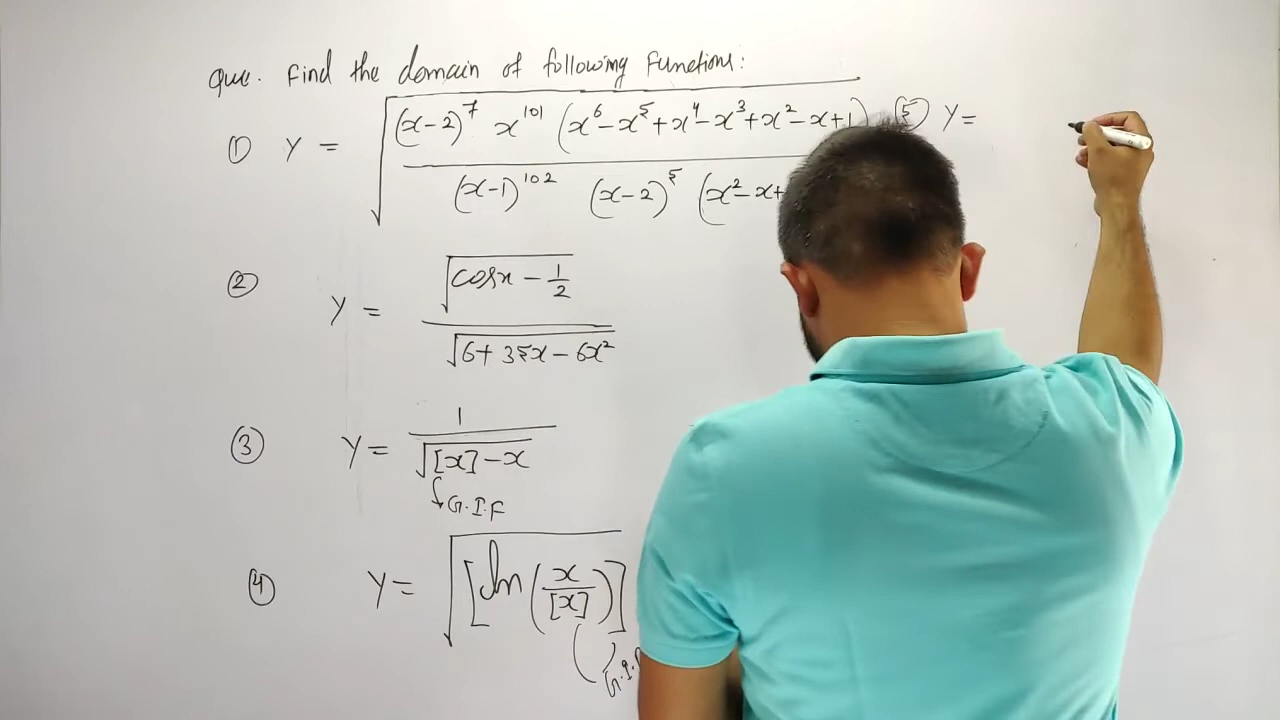 Que. Find the domain of following Functions:
① Y = √((x-2)⁷ x¹⁰¹ (x⁶-x⁵+x⁴-x³+x²-x+1)
(x-1)¹⁰² (x-2)⁵ (x²-x+
⑤ Y =
② Y = √(cosx - 1/2)
√(6+35x-6x²)
③ Y = 1
√([x]-x)
G.I.F
④ Y = √[ln(x/[x])]
G.I.F